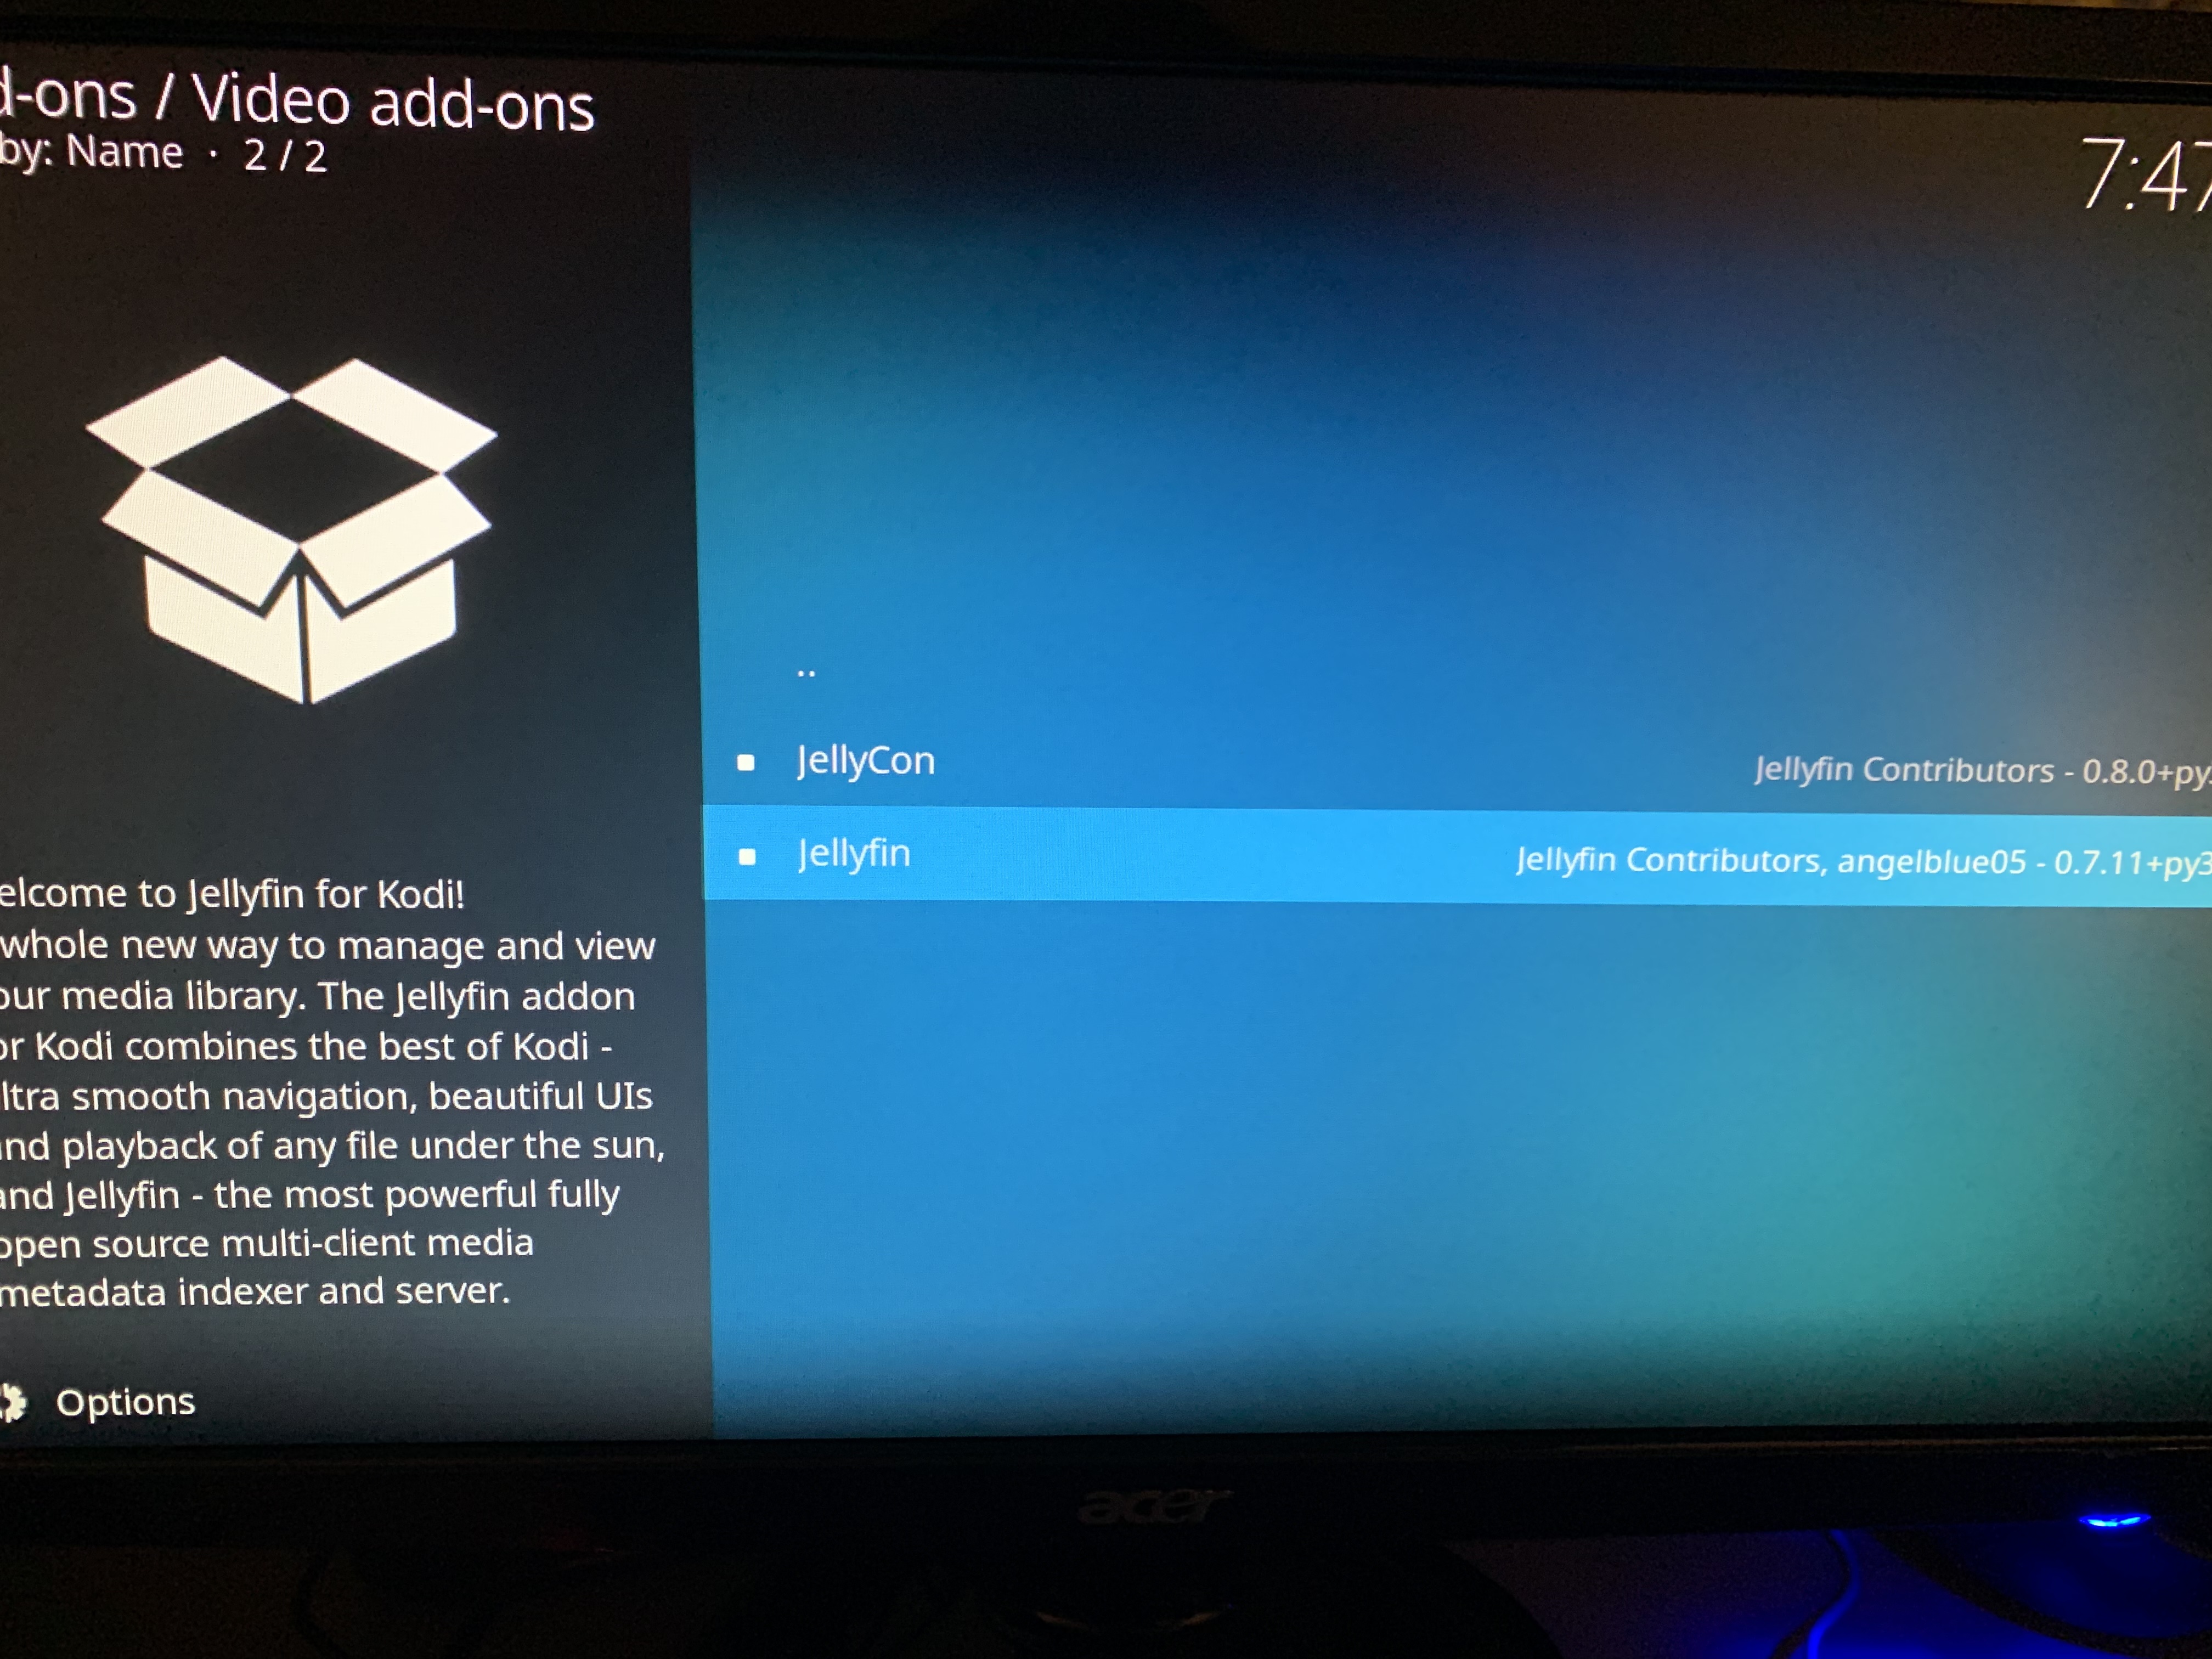 d-ons / Video add-ons
by: Name · 2 / 2
7:47
..
JellyCon
Jellyfin Contributors - 0.8.0+py
Jellyfin
Jellyfin Contributors, angelblue05 - 0.7.11+py3
elcome to Jellyfin for Kodi!
whole new way to manage and view
our media library. The Jellyfin addon
or Kodi combines the best of Kodi -
ltra smooth navigation, beautiful UIs
and playback of any file under the sun,
and Jellyfin - the most powerful fully
open source multi-client media
metadata indexer and server.
Options
acer